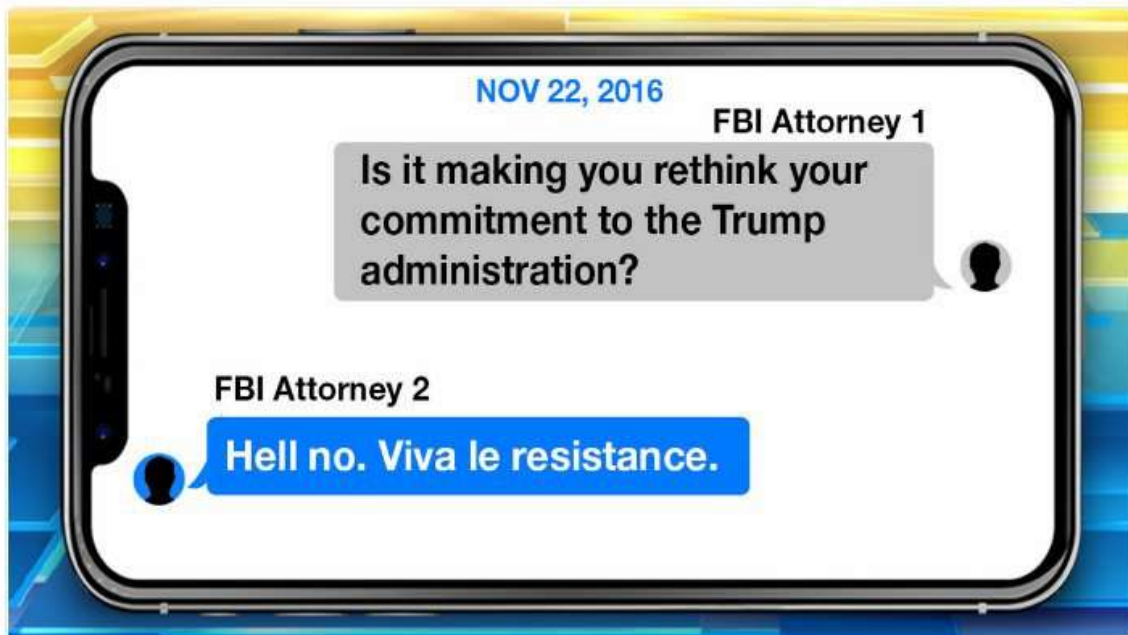 NOV 22, 2016
FBI Attorney 1
Is it making you rethink your
commitment to the Trump
administration?
FBI Attorney 2
Hell no. Viva le resistance.